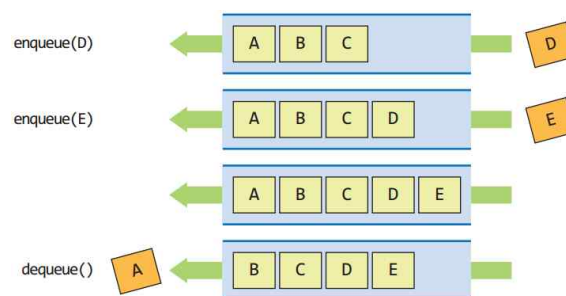 enqueue(D) A B C D
enqueue(E) A B C D E
A B C D E
dequeue() A B C D E